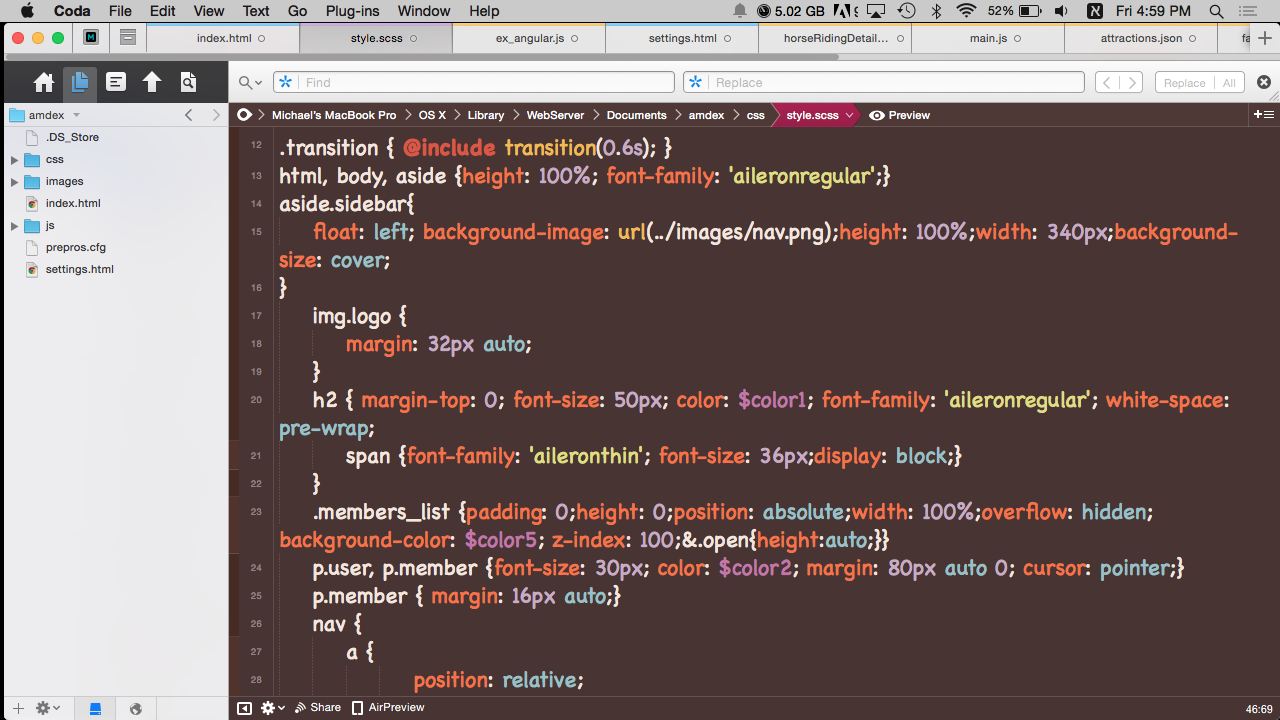 Coda File Edit View Text Go Plug-ins Window Help 5.02 GB 9 52% Fri 4:59 PM
index.html style.scss ex_angular.js settings.html horseRidingDetail... main.js attractions.json fa
Find Replace Replace All
amdex Michael's MacBook Pro OS X Library WebServer Documents amdex css style.scss Preview
.DS_Store
css
images
index.html
js
prepros.cfg
settings.html
12 .transition { @include transition(0.6s); }
13 html, body, aside {height: 100%; font-family: 'aileronregular';}
14 aside.sidebar{
15 float: left; background-image: url(../images/nav.png);height: 100%;width: 340px;background-
size: cover;
16 }
17 img.logo {
18 margin: 32px auto;
19 }
20 h2 { margin-top: 0; font-size: 50px; color: $color1; font-family: 'aileronregular'; white-space:
pre-wrap;
21 span {font-family: 'aileronthin'; font-size: 36px;display: block;}
22 }
23 .members_list {padding: 0;height: 0;position: absolute;width: 100%;overflow: hidden;
background-color: $color5; z-index: 100;&.open{height:auto;}}
24 p.user, p.member {font-size: 30px; color: $color2; margin: 80px auto 0; cursor: pointer;}
25 p.member { margin: 16px auto;}
26 nav {
27 a {
28 position: relative;
Share AirPreview 46:69